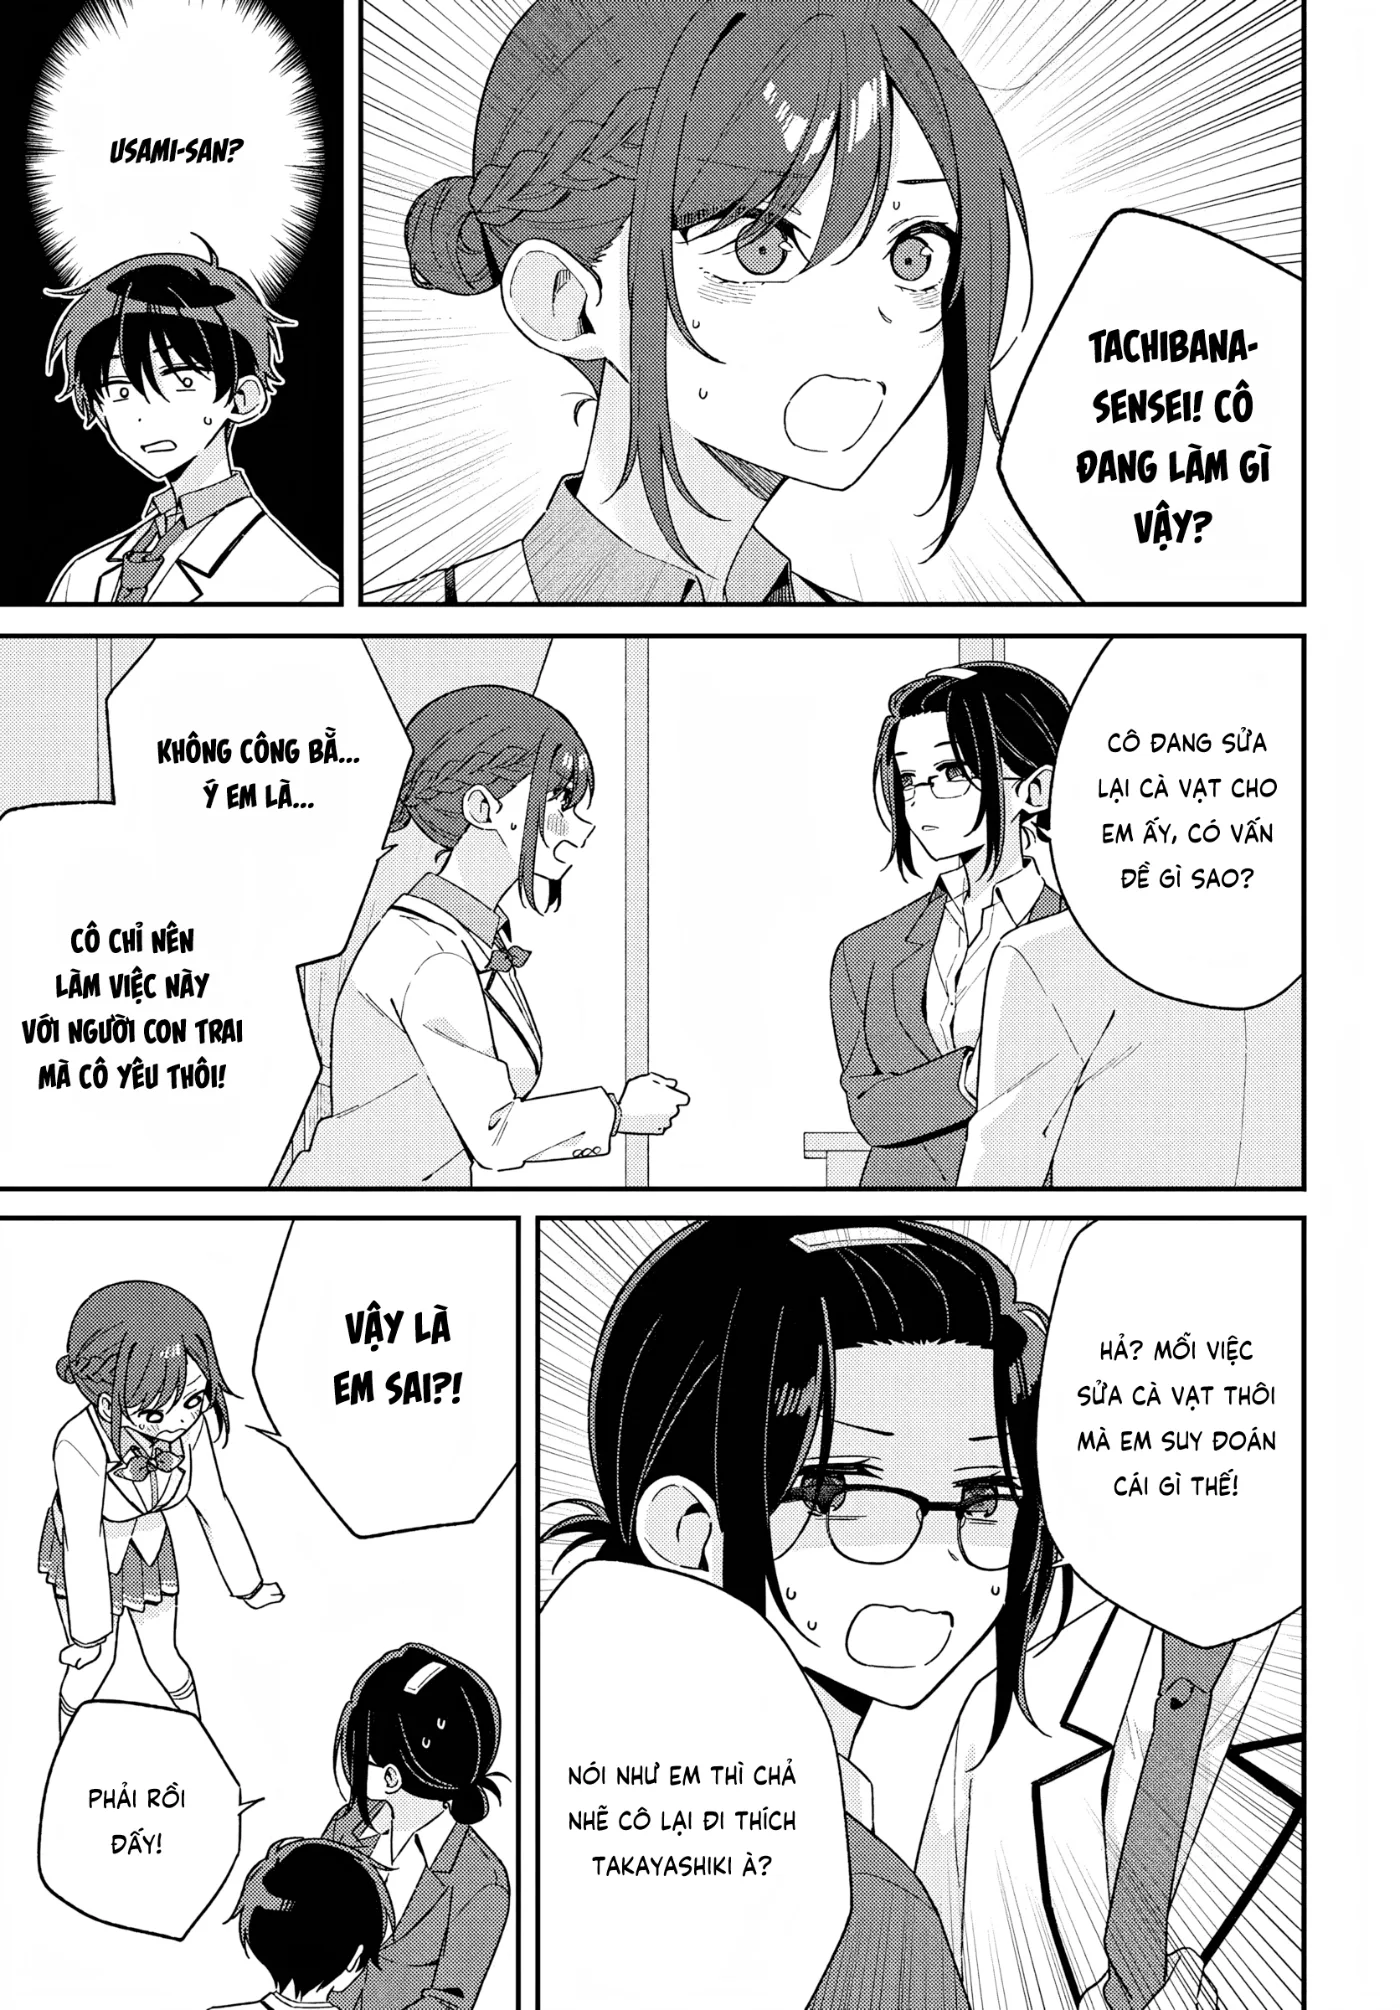 TACHIBANA-
SENSEI! CÔ
ĐANG LÀM GÌ
VẬY?
USAMI-SAN?
CÔ ĐANG SỬA
LẠI CÀ VẠT CHO
EM ẤY, CÓ VẤN
ĐỀ GÌ SAO?
KHÔNG CÔNG BẰ...
Ý EM LÀ...
CÔ CHỈ NÊN
LÀM VIỆC NÀY
VỚI NGƯỜI CON TRAI
MÀ CÔ YÊU THÔI!
HẢ? MỖI VIỆC
SỬA CÀ VẠT THÔI
MÀ EM SUY ĐOÁN
CÁI GÌ THẾ!
NÓI NHƯ EM THÌ CHẢ
NHẼ CÔ LẠI ĐI THÍCH
TAKAYASHIKI À?
VẬY LÀ
EM SAI?!
PHẢI RỒI
ĐẤY!